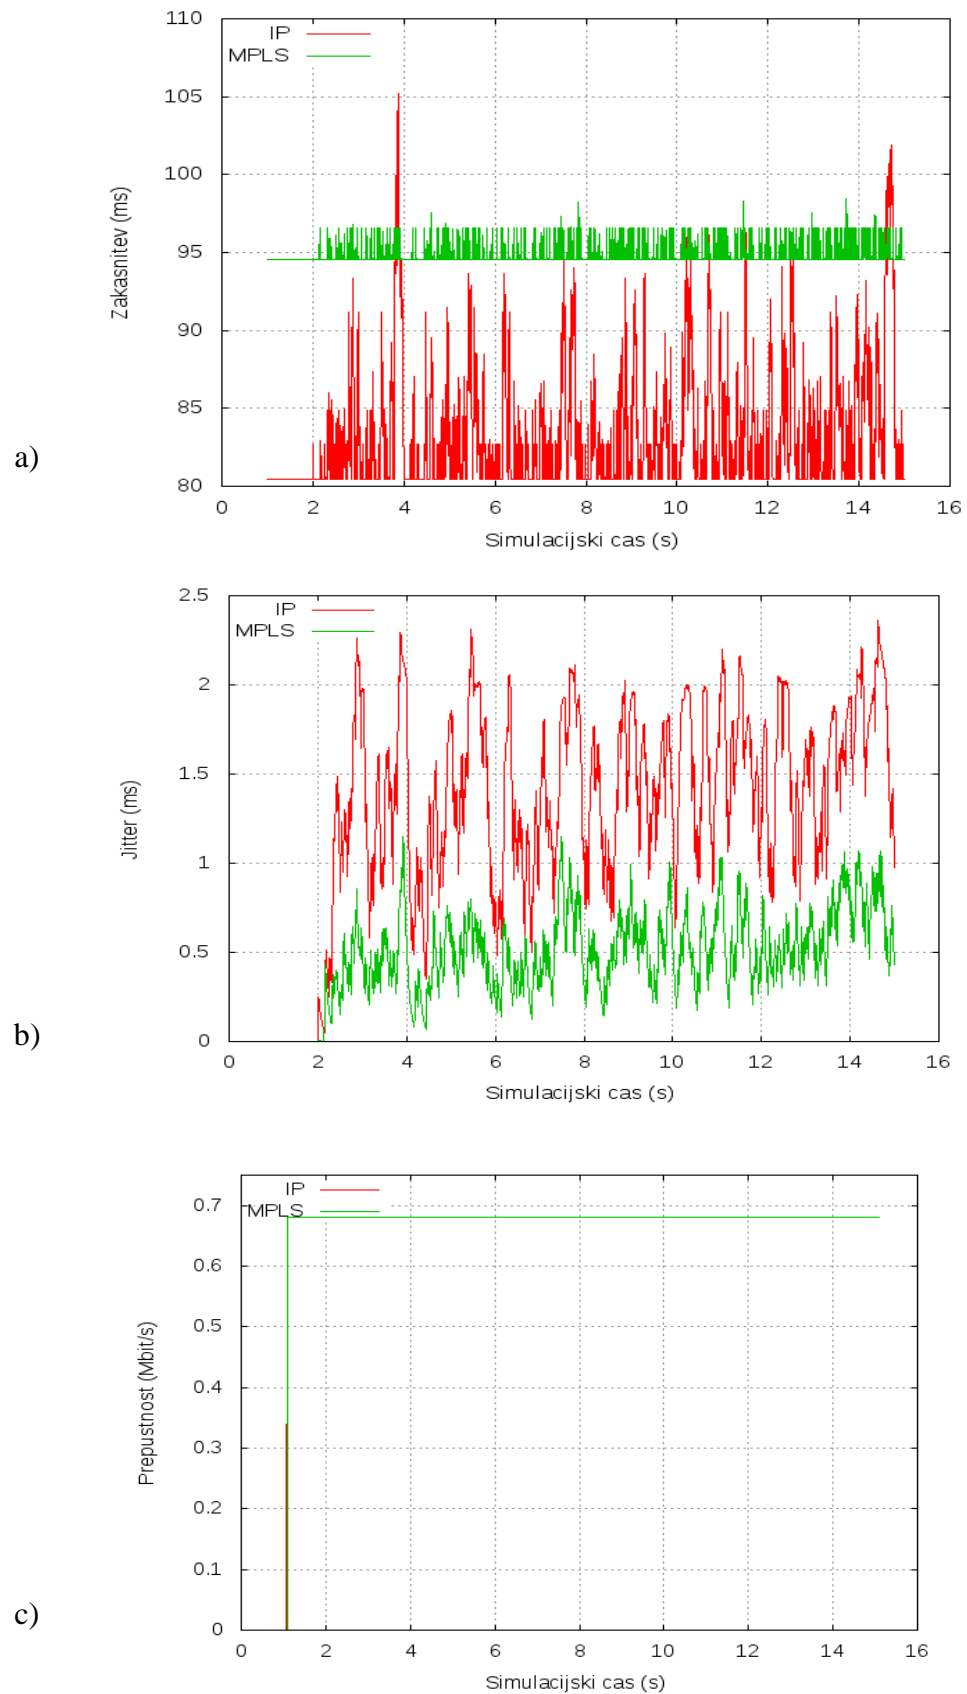 110
IP
MPLS
105
100
95
90
85
80
0 2 4 6 8 10 12 14 16
Zakasnitev (ms)
Simulacijski cas (s)
a)
2.5
IP
MPLS
2
1.5
1
0.5
0
0 2 4 6 8 10 12 14 16
Jitter (ms)
Simulacijski cas (s)
b)
IP
MPLS
0.7
0.6
0.5
0.4
0.3
0.2
0.1
0
0 2 4 6 8 10 12 14 16
Prepustnost (Mbit/s)
Simulacijski cas (s)
c)